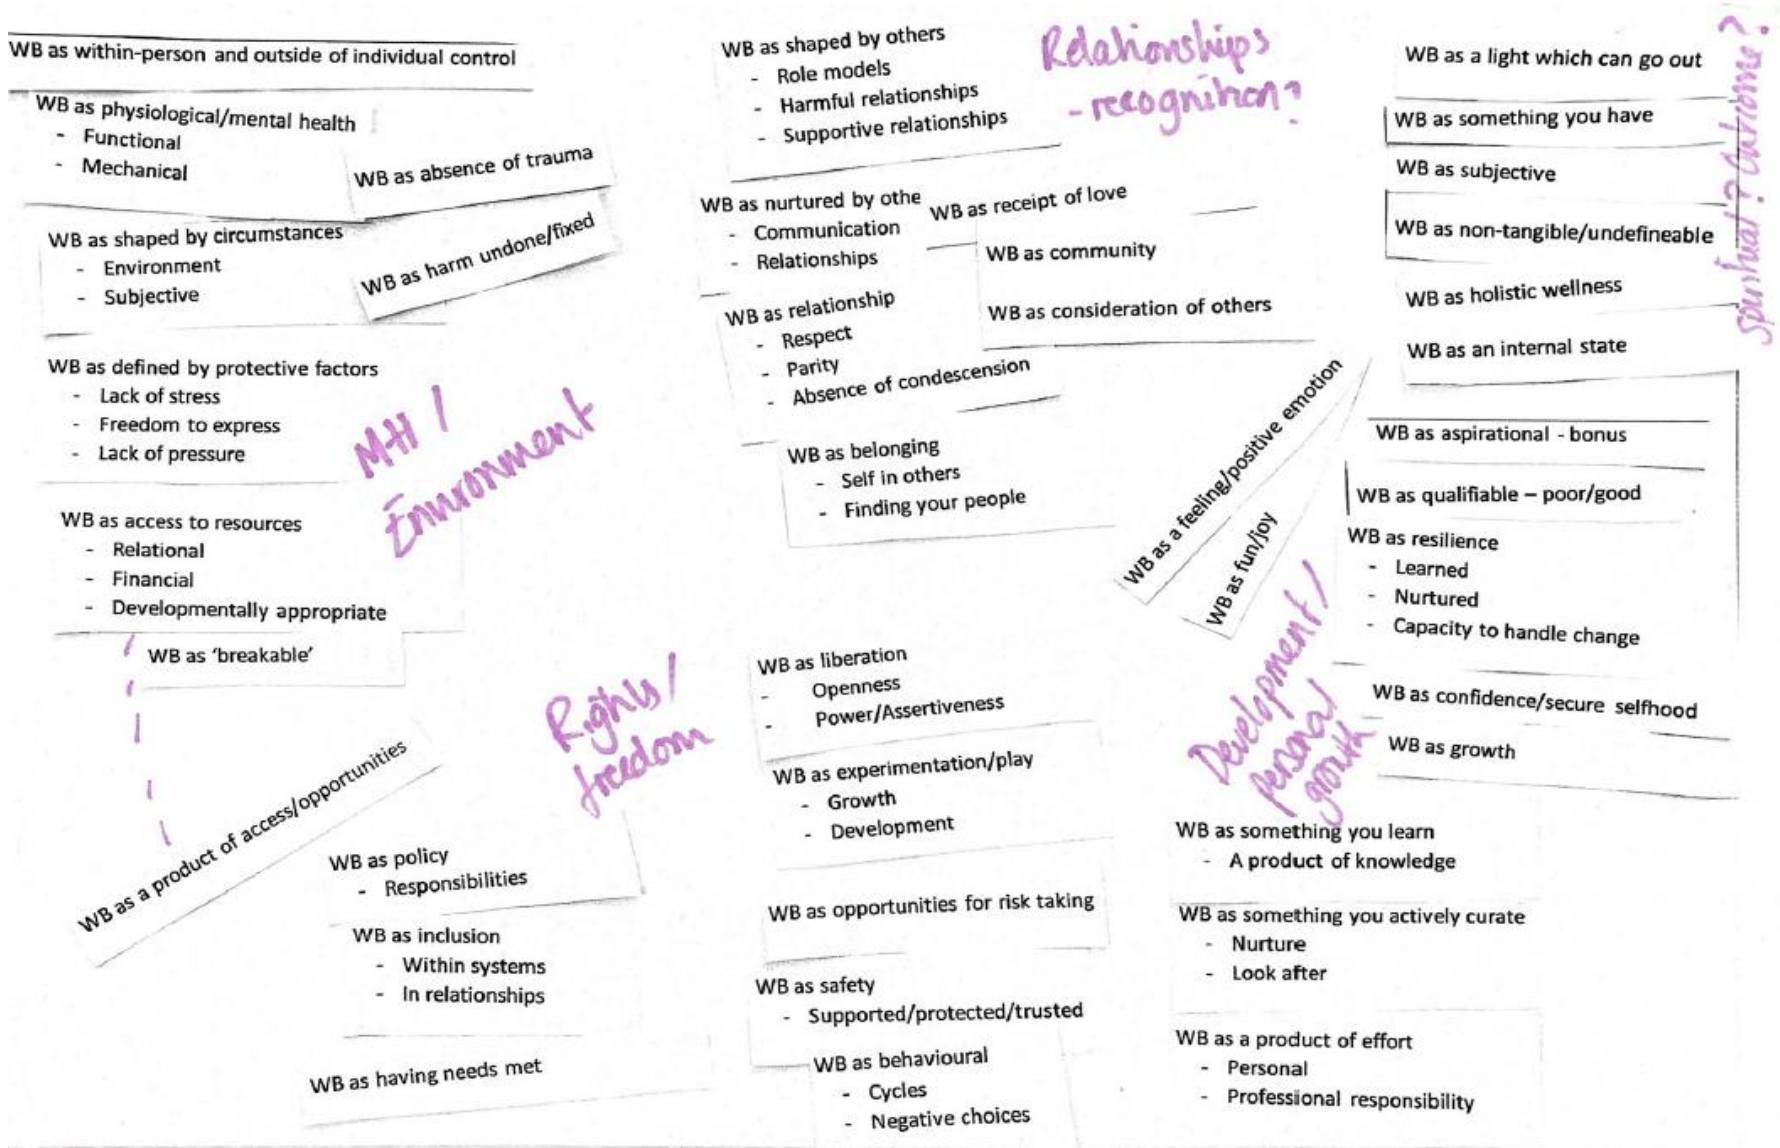 WB as within-person and outside of individual control
WB as physiological/mental health
- Functional
- Mechanical
WB as absence of trauma
WB as shaped by circumstances
- Environment
- Subjective
WB as harm undone/fixed
WB as defined by protective factors
- Lack of stress
- Freedom to express
- Lack of pressure
MH /
Environment
WB as access to resources
- Relational
- Financial
- Developmentally appropriate
WB as 'breakable'
WB as a product of access/opportunities
Rights/
freedom
WB as policy
- Responsibilities
WB as inclusion
- Within systems
- In relationships
WB as having needs met
WB as shaped by others
- Role models
- Harmful relationships
- Supportive relationships
Relationships
- recognition?
WB as nurtured by othe
- Communication
- Relationships
WB as receipt of love
WB as community
WB as consideration of others
WB as relationship
- Respect
- Parity
- Absence of condescension
WB as belonging
- Self in others
- Finding your people
WB as a feeling/positive emotion
WB as fun/joy
WB as liberation
- Openness
- Power/Assertiveness
WB as experimentation/play
- Growth
- Development
WB as opportunities for risk taking
WB as safety
- Supported/protected/trusted
WB as behavioural
- Cycles
- Negative choices
WB as a light which can go out
WB as something you have
WB as subjective
WB as non-tangible/undefineable
WB as holistic wellness
WB as an internal state
Spiritual? Outcome?
WB as aspirational - bonus
WB as qualifiable – poor/good
WB as resilience
- Learned
- Nurtured
- Capacity to handle change
WB as confidence/secure selfhood
WB as growth
Development/
personal
growth
WB as something you learn
- A product of knowledge
WB as something you actively curate
- Nurture
- Look after
WB as a product of effort
- Personal
- Professional responsibility